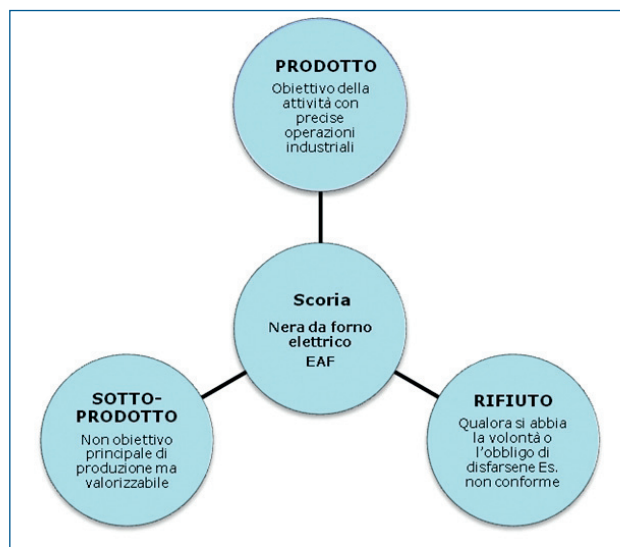 PRODOTTO
Obiettivo della
attività con
precise
operazioni
industriali
Scoria
Nera da forno
elettrico
EAF
SOTTO-
PRODOTTO
Non obiettivo
principale di
produzione ma
valorizzabile
RIFIUTO
Qualora si abbia
la volontà o
l'obbligo di
disfarsene Es.
non conforme